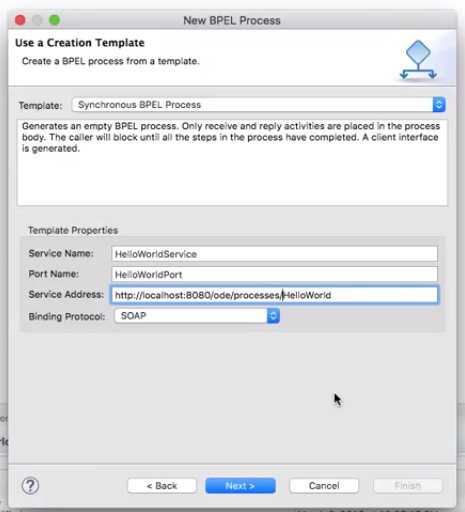 New BPEL Process
Use a Creation Template
Create a BPEL process from a template.
Template: Synchronous BPEL Process
Generates an empty BPEL process. Only receive and reply activities are placed in the process
body. The caller will block until all the steps in the process have completed. A client interface
is generated.
Template Properties
Service Name: HelloWorldService
Port Name: HelloWorldPort
Service Address: http://localhost:8080/ode/processes/HelloWorld
Binding Protocol: SOAP
? < Back Next > Cancel Finish